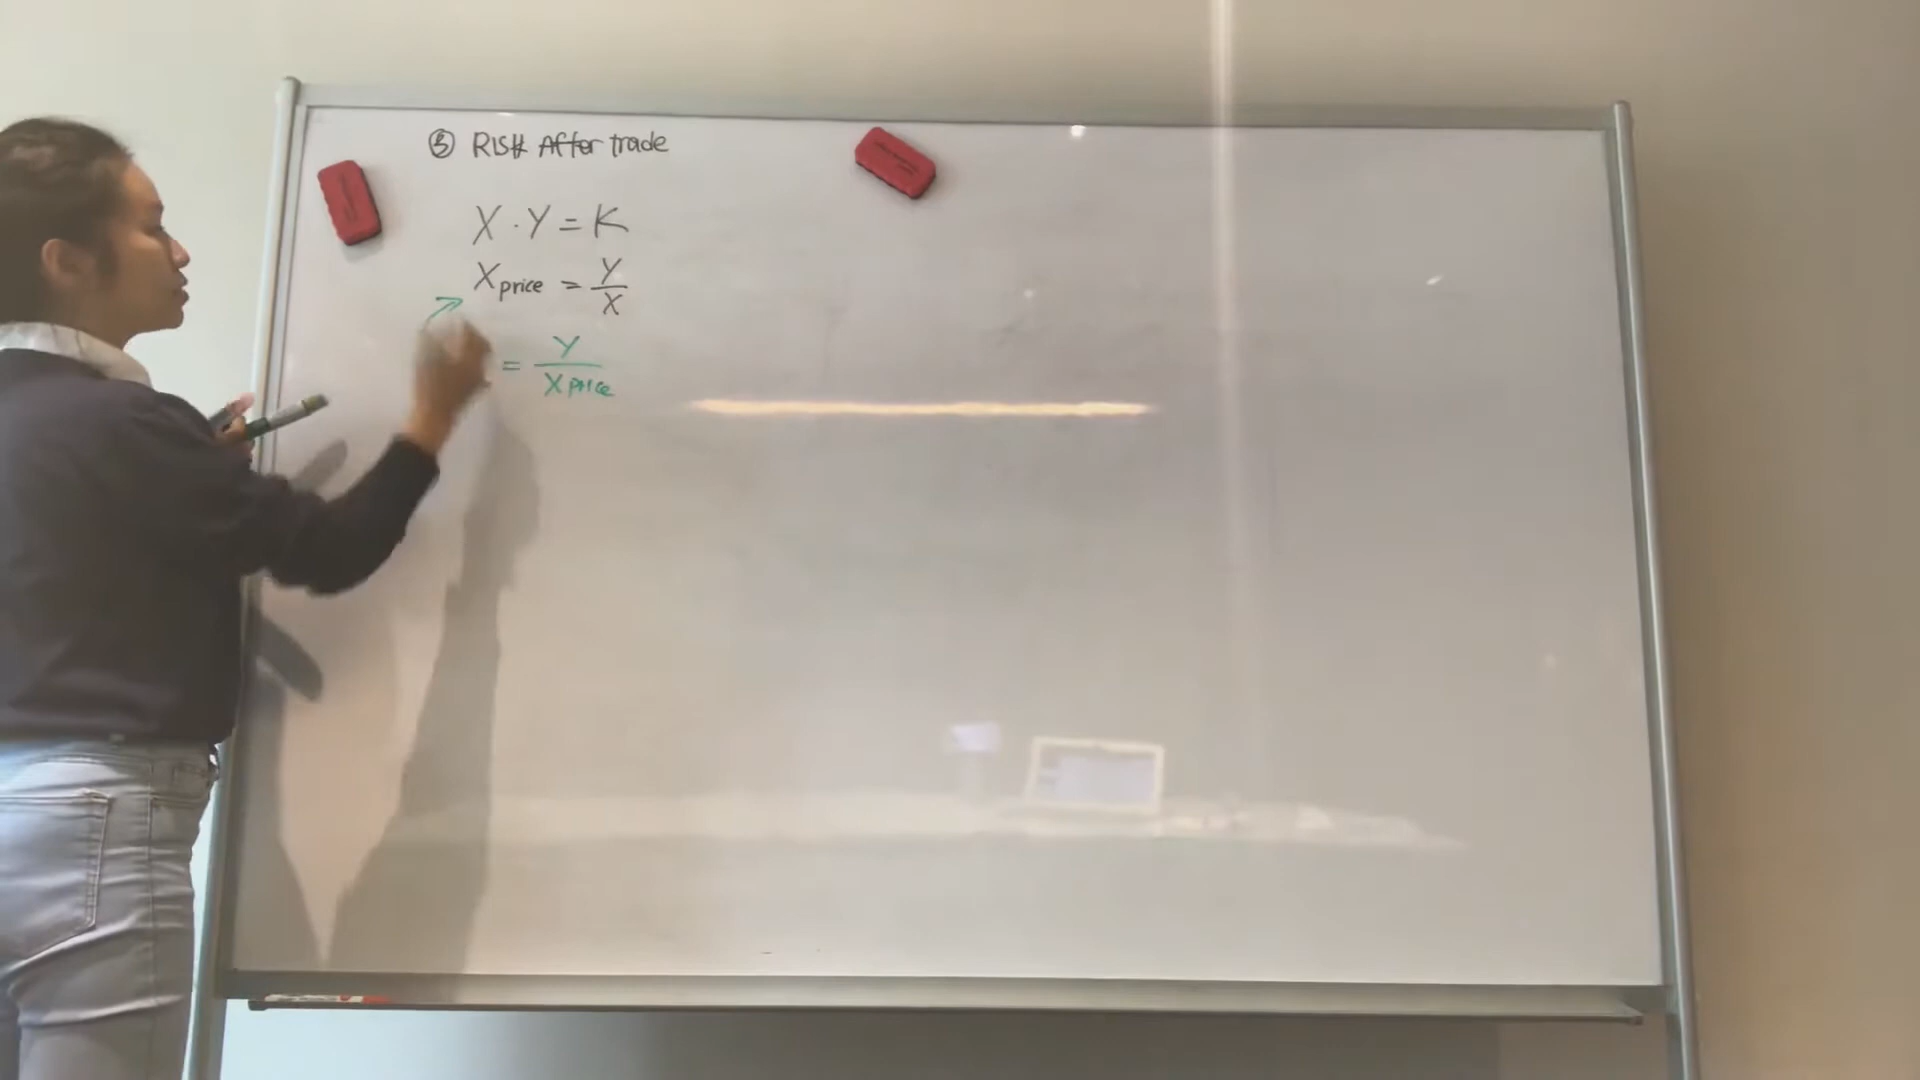 ③ RISK After trade
X · Y = K
X price = Y / X
= Y / X price